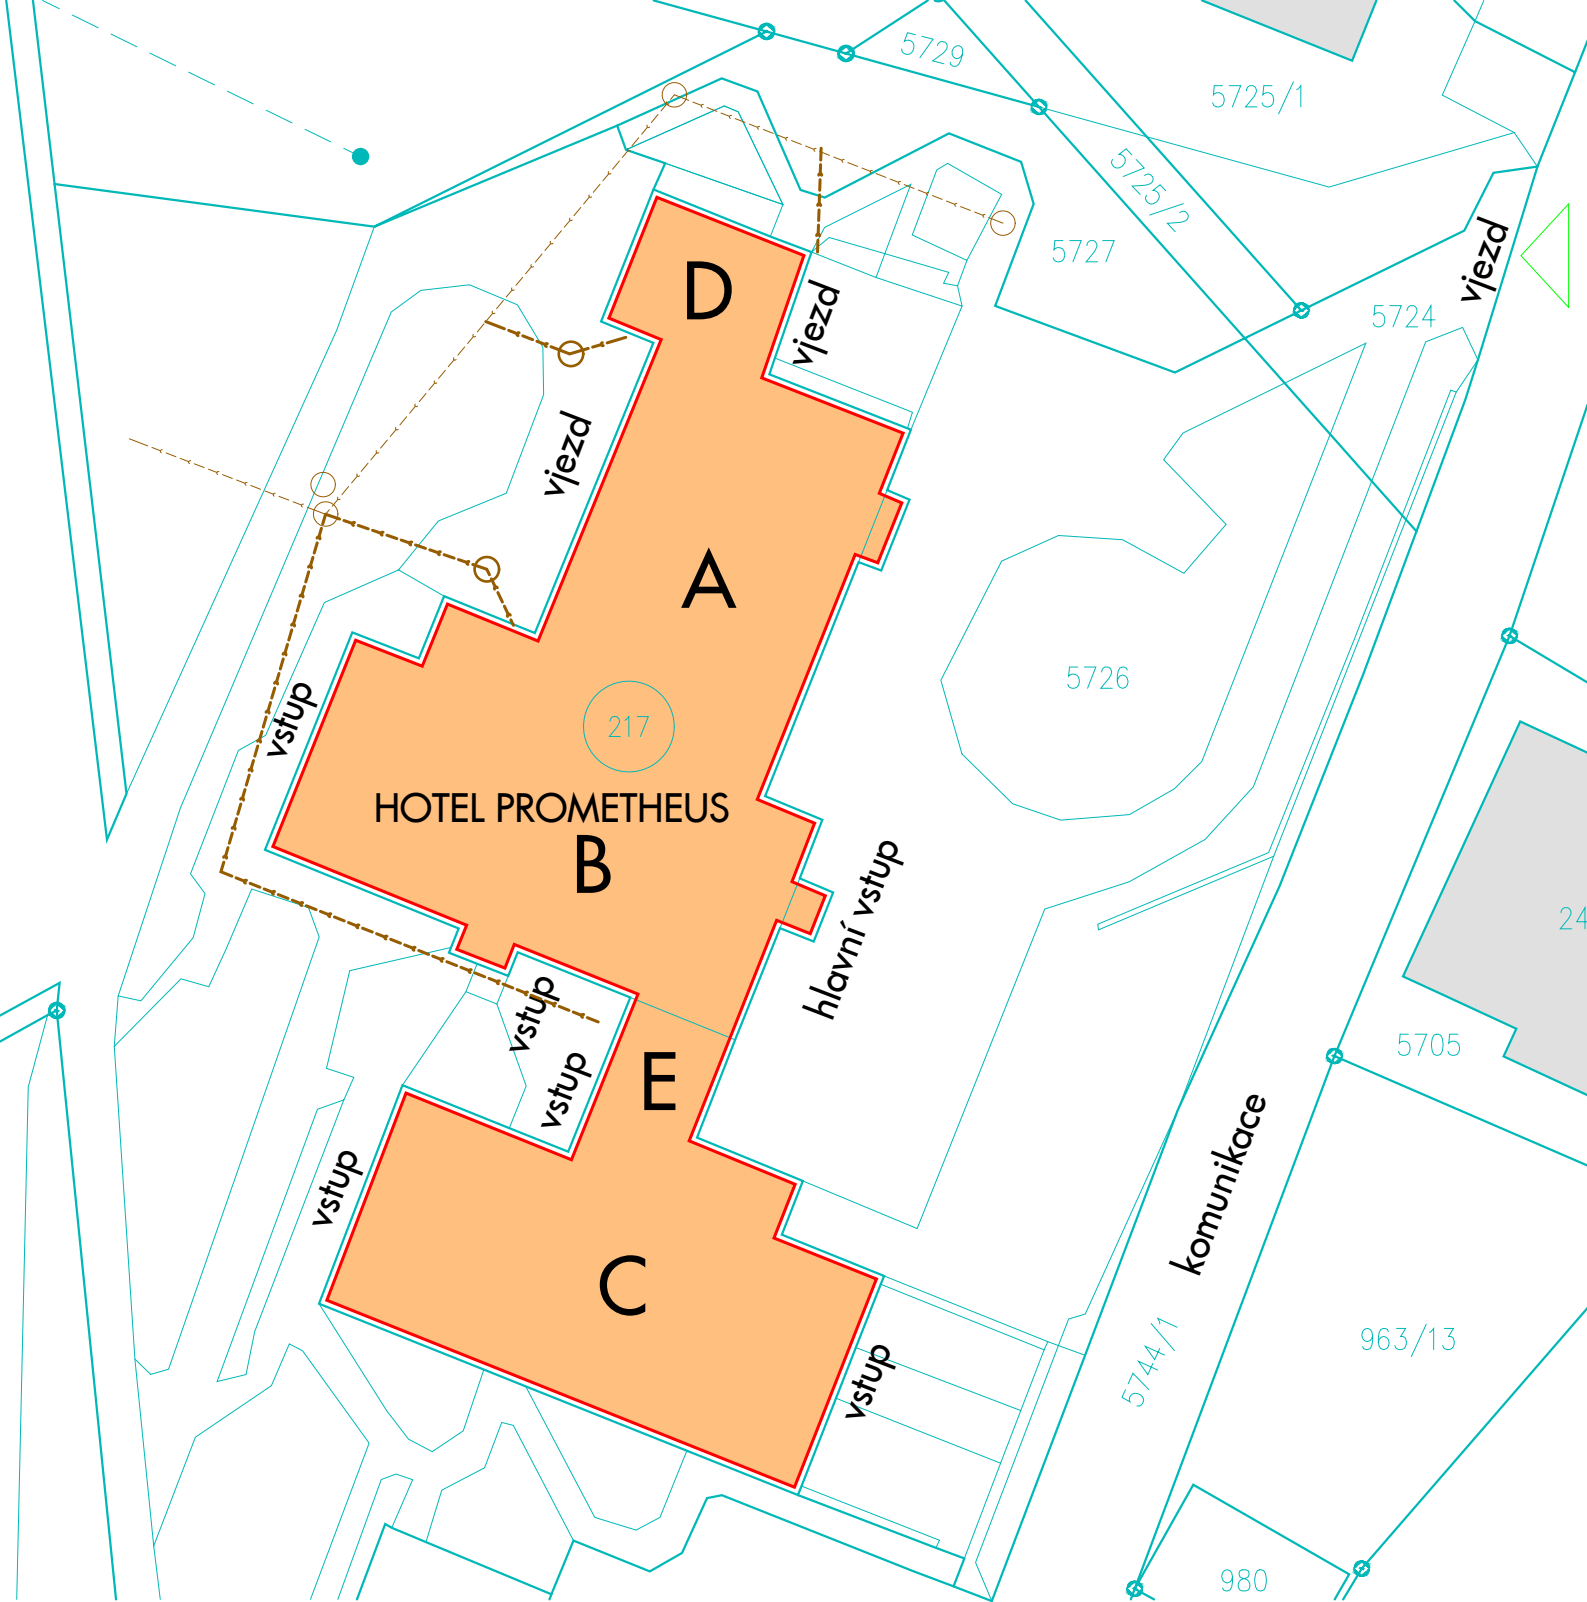 5729
5725/1
5725/2
5727
5724
vjezd
D
vjezd
vjezd
A
5726
vstup
217
HOTEL PROMETHEUS
B
hlavní vstup
24
vstup
vstup
E
5705
komunikace
vstup
C
5744/1
963/13
vstup
980